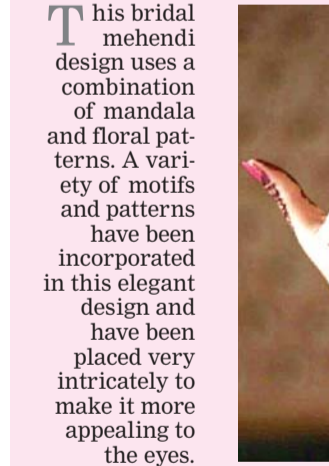 This bridal
mehendi
design uses a
combination
of mandala
and floral pat-
terns. A vari-
ety of motifs
and patterns
have been
incorporated
in this elegant
design and
have been
placed very
intricately to
make it more
appealing to
the eyes.